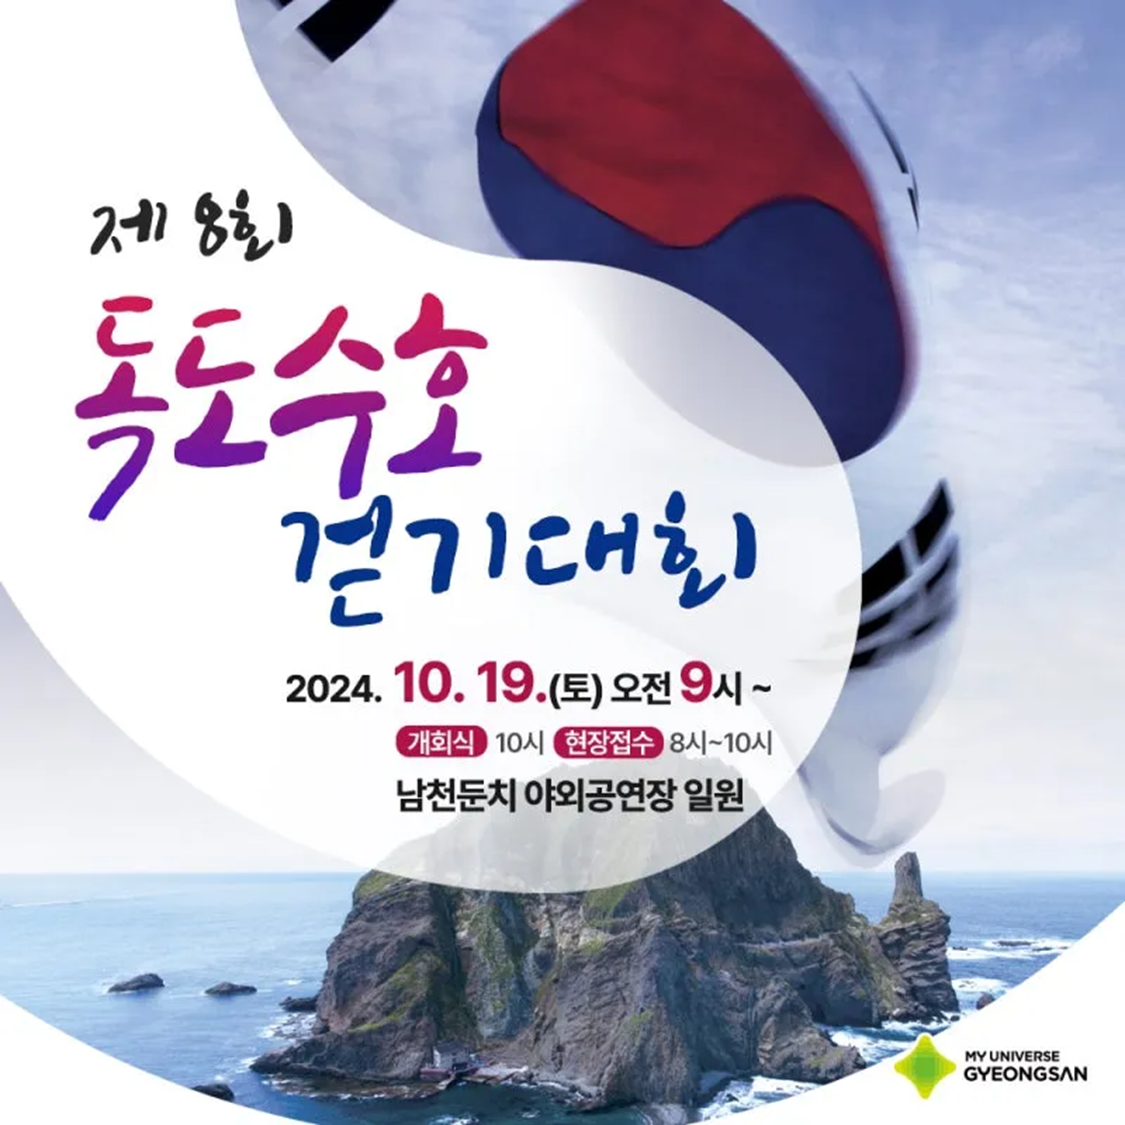 제 8회
독도수호
걷기대회
2024. 10. 19.(토) 오전 9시 ~
개회식 10시 현장접수 8시~10시
남천둔치 야외공연장 일원
MY UNIVERSE
GYEONGSAN